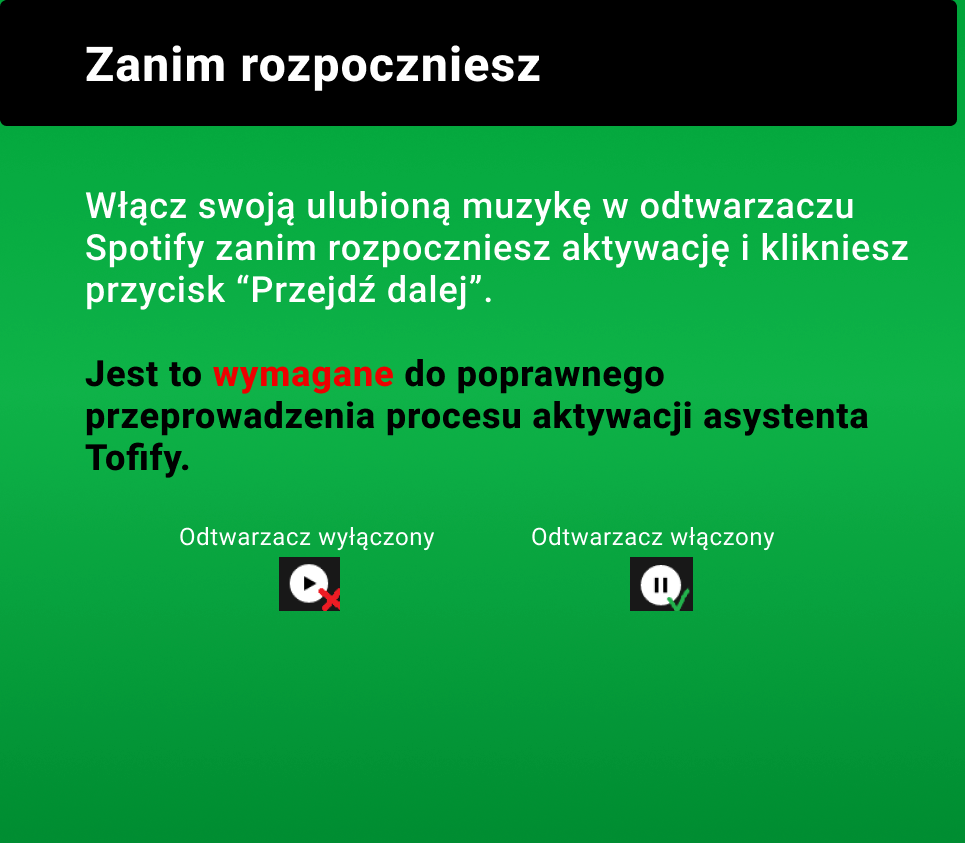 Zanim rozpoczniesz
Włącz swoją ulubioną muzykę w odtwarzaczu
Spotify zanim rozpoczniesz aktywację i klikniesz
przycisk “Przejdź dalej”.
Jest to wymagane do poprawnego
przeprowadzenia procesu aktywacji asystenta
Tofify.
Odtwarzacz wyłączony
Odtwarzacz włączony